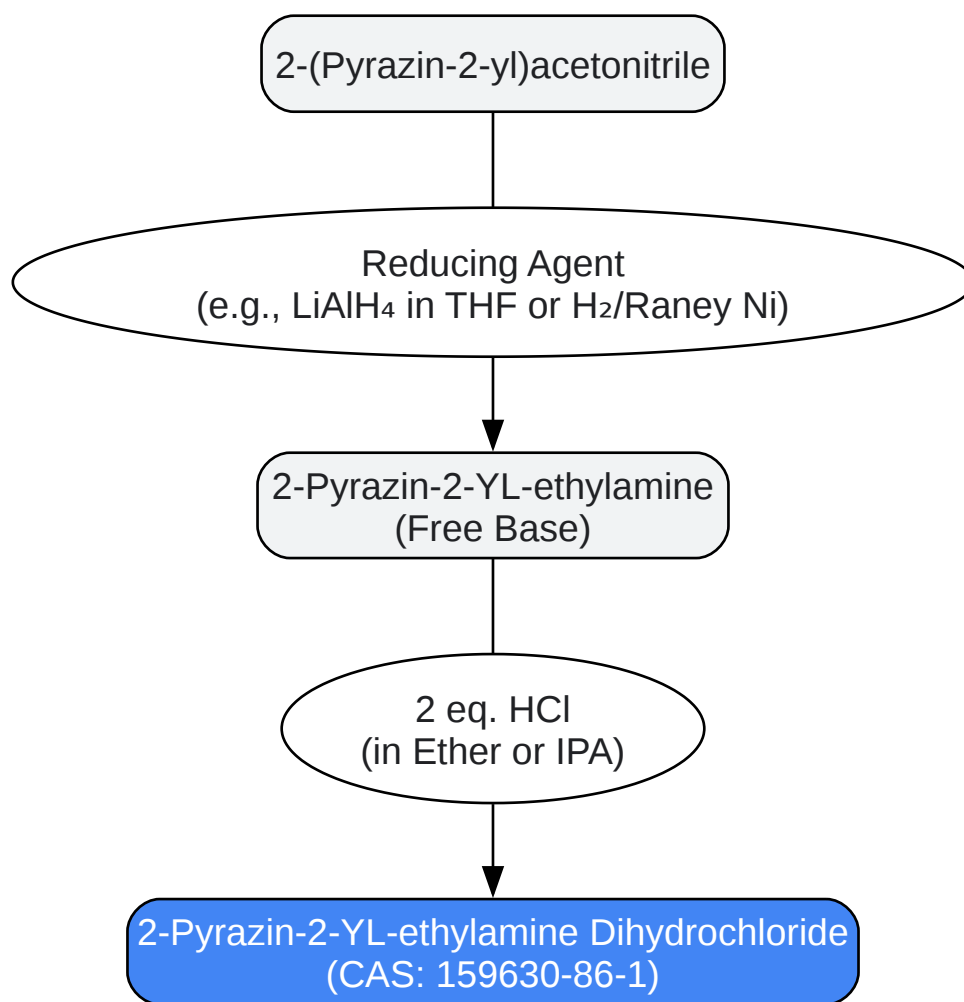 2-(Pyrazin-2-yl)acetonitrile
Reducing Agent
(e.g., LiAlH₄ in THF or H₂/Raney Ni)
2-Pyrazin-2-YL-ethylamine
(Free Base)
2 eq. HCl
(in Ether or IPA)
2-Pyrazin-2-YL-ethylamine Dihydrochloride
(CAS: 159630-86-1)